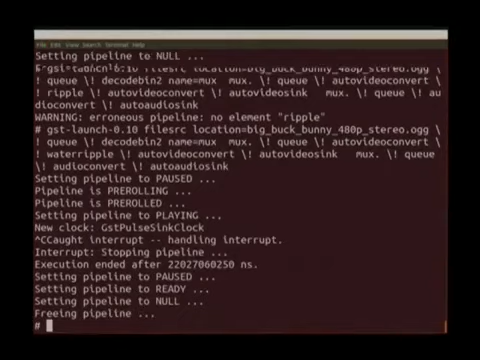 File Edit View Search Terminal Help
Setting pipeline to NULL ...
filesrc location=big_buck_bunny_480p_stereo.ogg
\! queue \! decodebin2 name=mux  mux. \! queue \! autovideoconvert \
! ripple \! autovideoconvert \! autovideosink   mux. \! queue \! au
dioconvert \! autoaudiosink
WARNING: erroneous pipeline: no element "ripple"
# gst-launch-0.10 filesrc location=big_buck_bunny_480p_stereo.ogg \
! queue \! decodebin2 name=mux  mux. \! queue \! autovideoconvert \
! waterripple \! autovideoconvert \! autovideosink   mux. \! queue
\! audioconvert \! autoaudiosink
Setting pipeline to PAUSED ...
Pipeline is PREROLLING ...
Pipeline is PREROLLED ...
Setting pipeline to PLAYING ...
New clock: GstPulseSinkClock
^CCaught interrupt -- handling interrupt.
Interrupt: Stopping pipeline ...
Execution ended after 22027060250 ns.
Setting pipeline to PAUSED ...
Setting pipeline to READY ...
Setting pipeline to NULL ...
Freeing pipeline ...
#